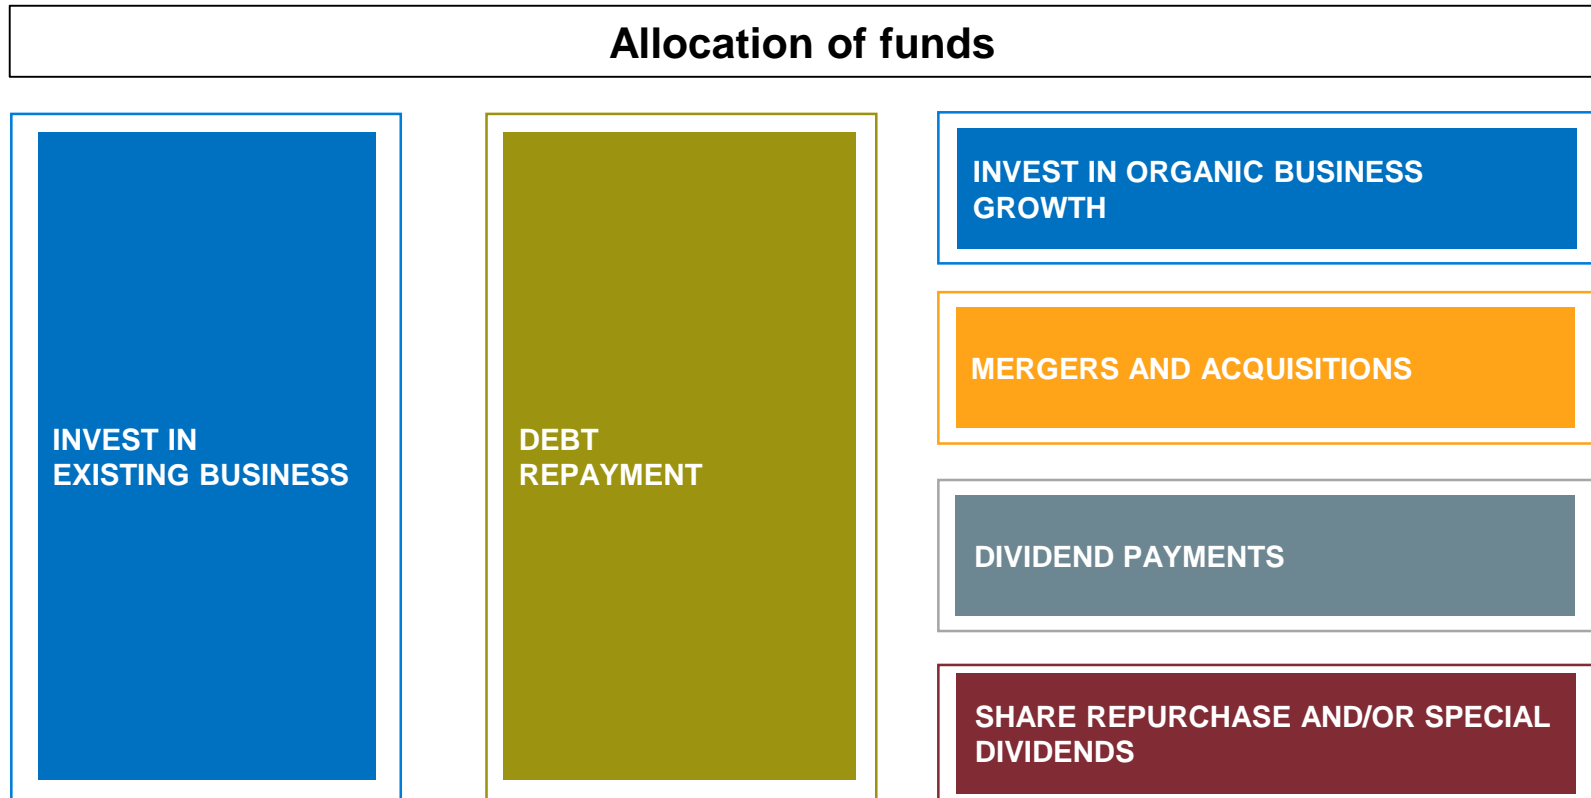 Allocation of funds
INVEST IN
EXISTING BUSINESS
DEBT
REPAYMENT
INVEST IN ORGANIC BUSINESS
GROWTH
MERGERS AND ACQUISITIONS
DIVIDEND PAYMENTS
SHARE REPURCHASE AND/OR SPECIAL
DIVIDENDS